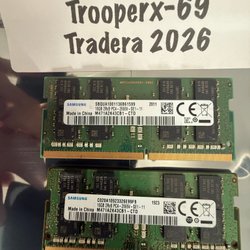 Trooperx-69
Tradera 2026
SAMSUNG
16GB 2Rx8 PC4-2666V-SE1-11
Made in China
M471A2K43CB1-CTD
SAMSUNG
16GB 2Rx8 PC4-2666V-SE1-11
Made in China
M471A2K43CB1-CTD